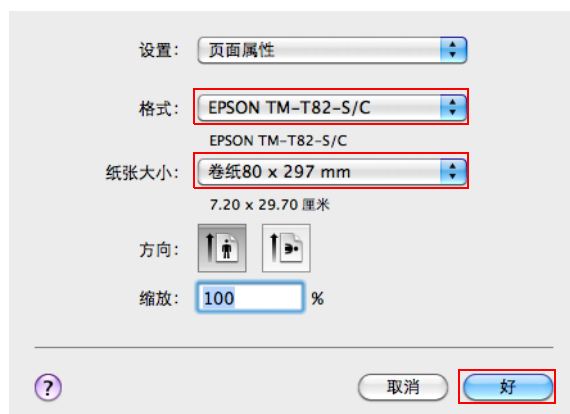 设置： 页面属性
格式： EPSON TM-T82-S/C
EPSON TM-T82-S/C
纸张大小： 卷纸80 x 297 mm
7.20 x 29.70 厘米
方向：
缩放： 100 %
? 取消 好